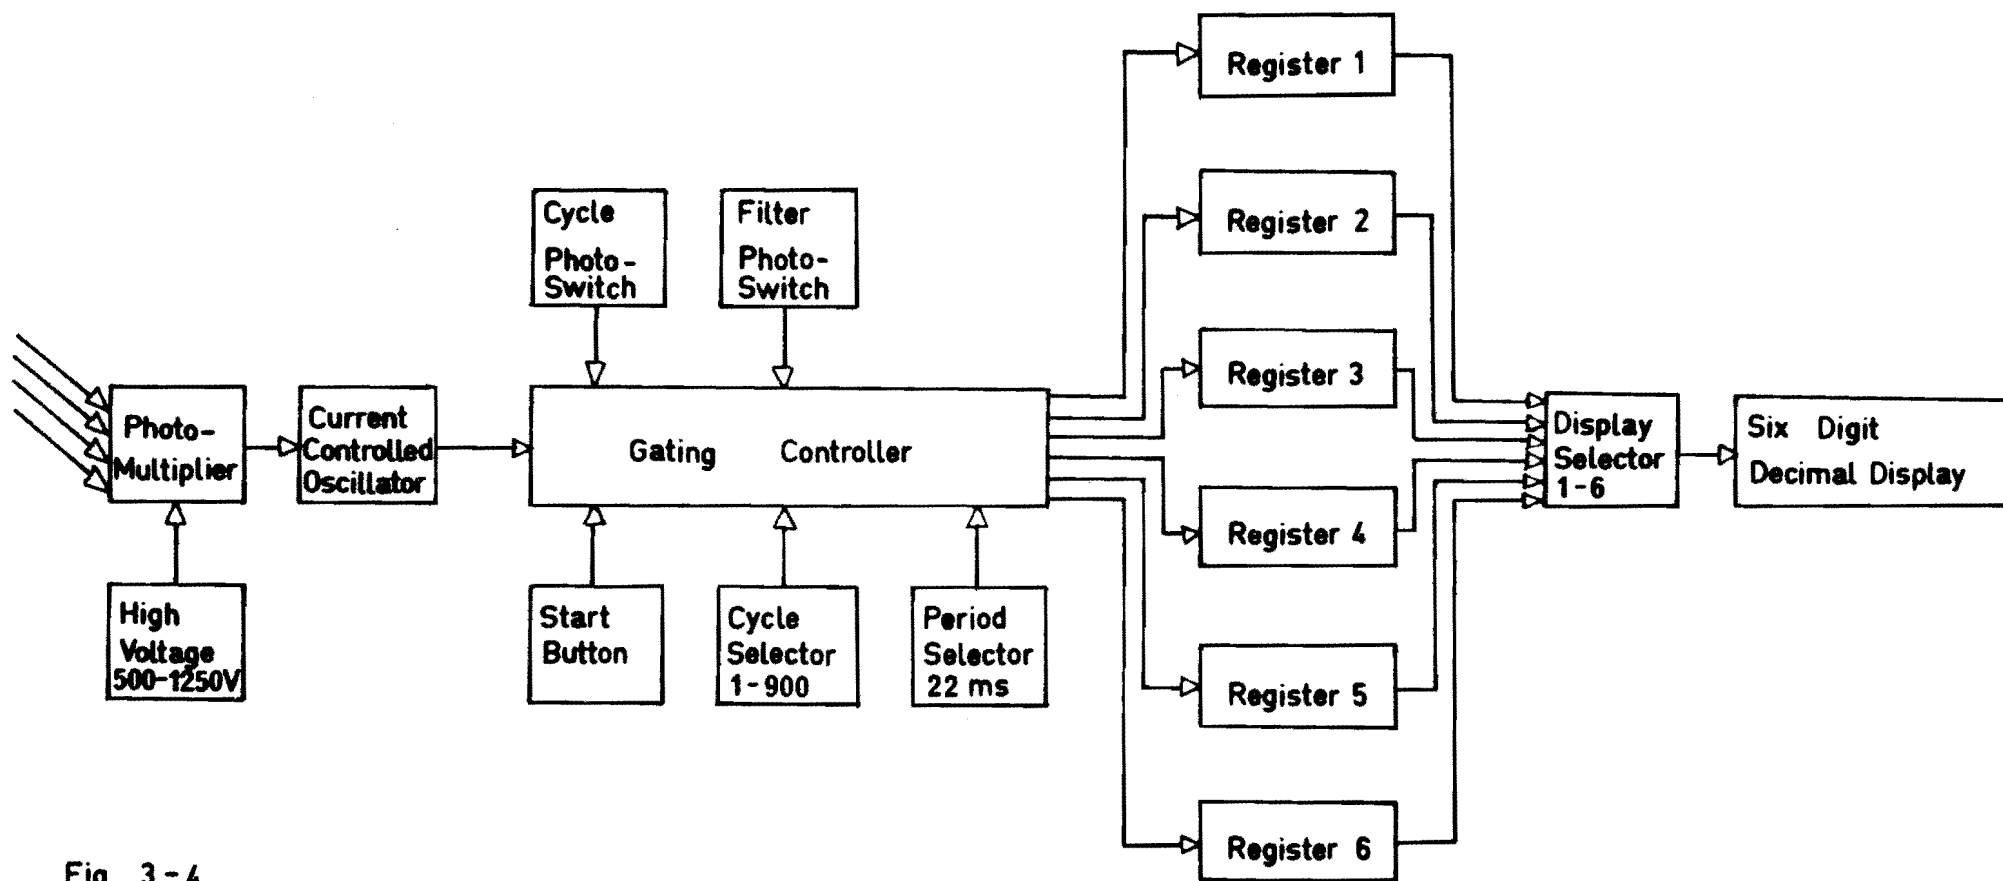 Register 1
Register 2
Register 3
Register 4
Register 5
Register 6
Cycle
Photo-
Switch
Filter
Photo-
Switch
Photo-
Multiplier
Current
Controlled
Oscillator
Gating Controller
Display
Selector
1-6
Six Digit
Decimal Display
High
Voltage
500-1250V
Start
Button
Cycle
Selector
1-900
Period
Selector
22 ms
Fig 3-4